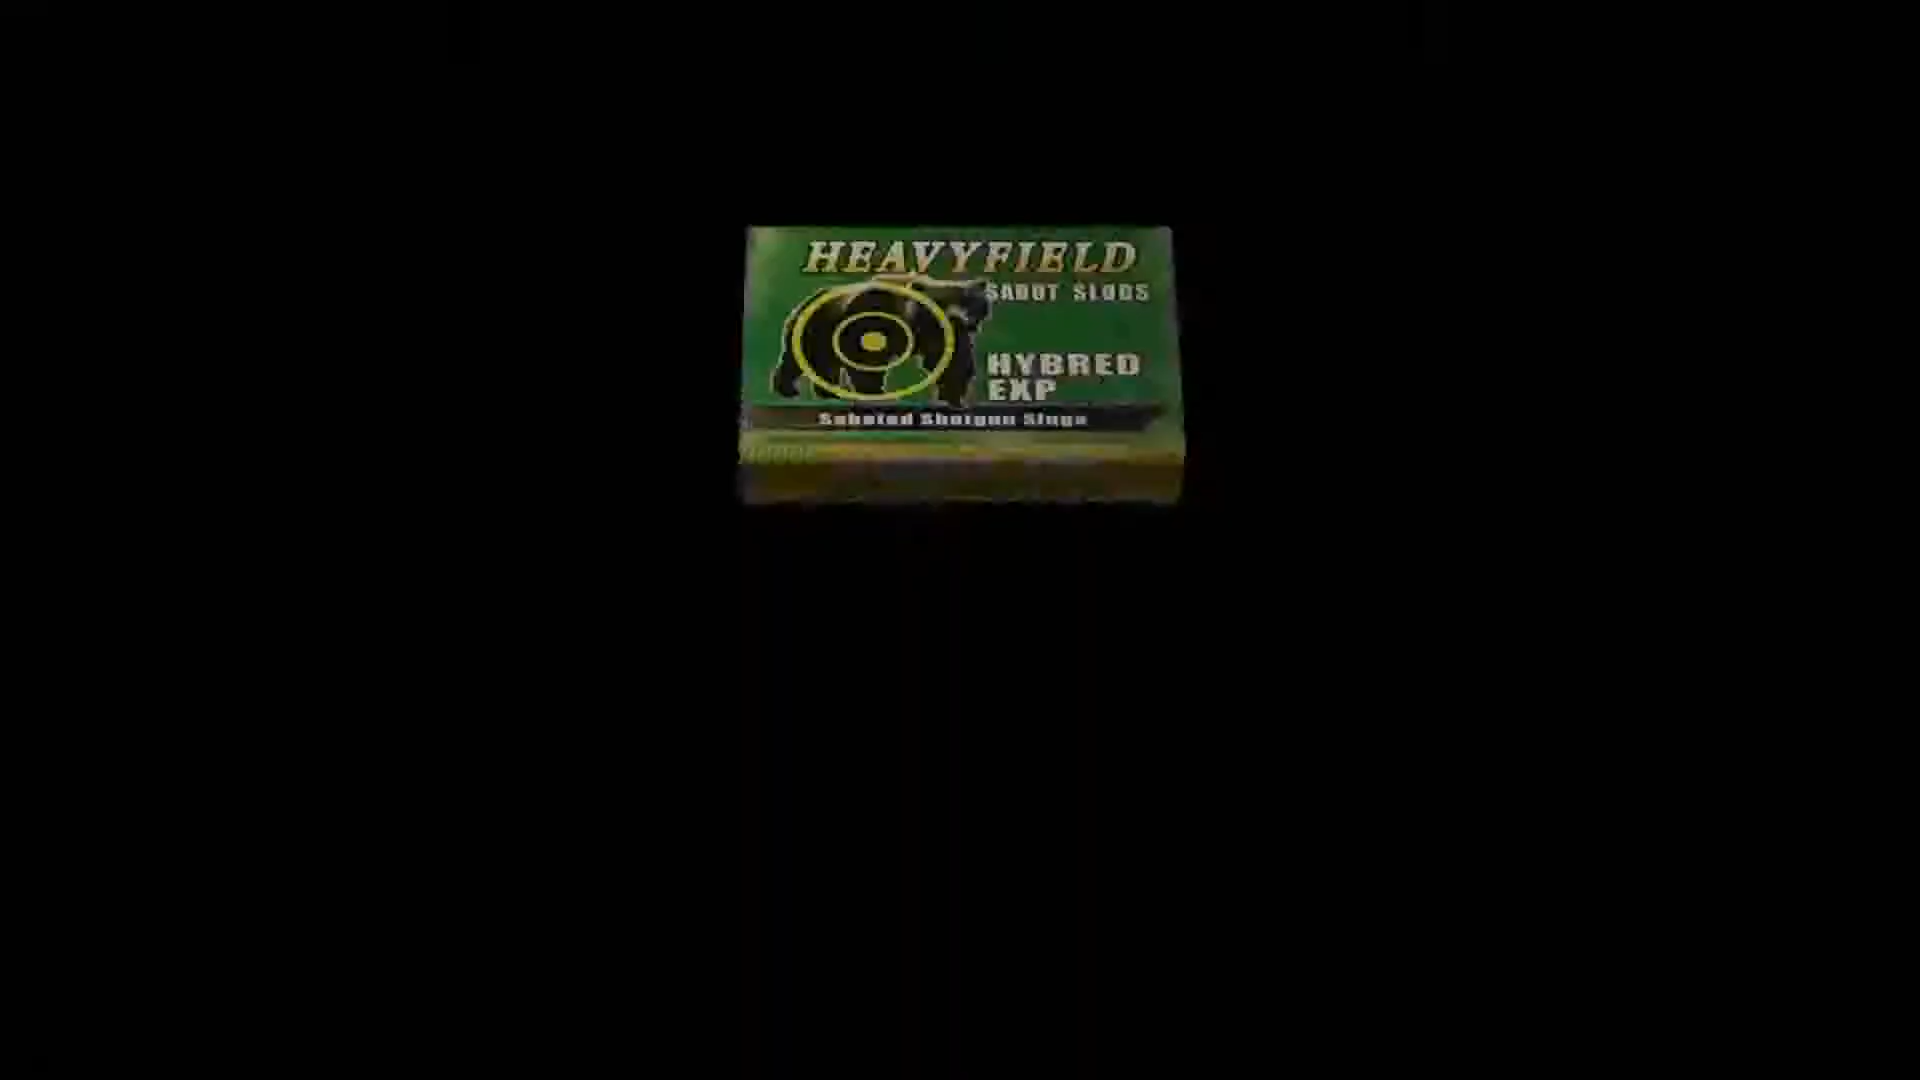 HEAVYFIELD
SABOT SLUGS
HYBRED
EXP
Saboted Shotgun Slugs